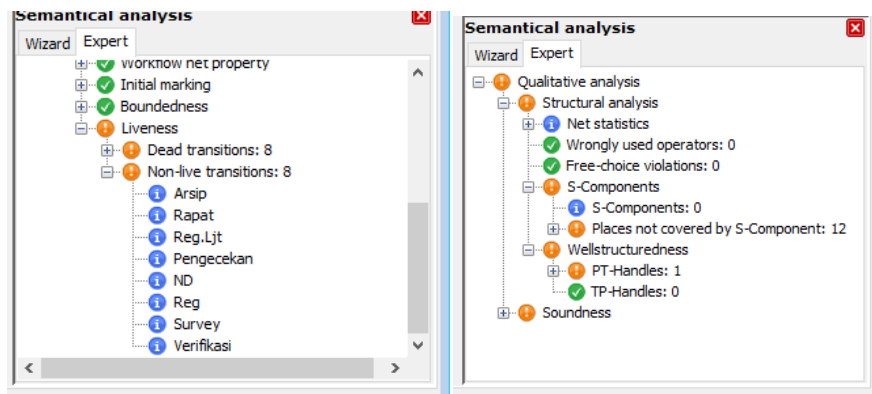 Semantical analysis
Wizard Expert
Workflow net property
Initial marking
Boundedness
Liveness
Dead transitions: 8
Non-live transitions: 8
Arsip
Rapat
Reg.Ljt
Pengecekan
ND
Reg
Survey
Verifikasi
Semantical analysis
Wizard Expert
Qualitative analysis
Structural analysis
Net statistics
Wrongly used operators: 0
Free-choice violations: 0
S-Components
S-Components: 0
Places not covered by S-Component: 12
Wellstructuredness
PT-Handles: 1
TP-Handles: 0
Soundness